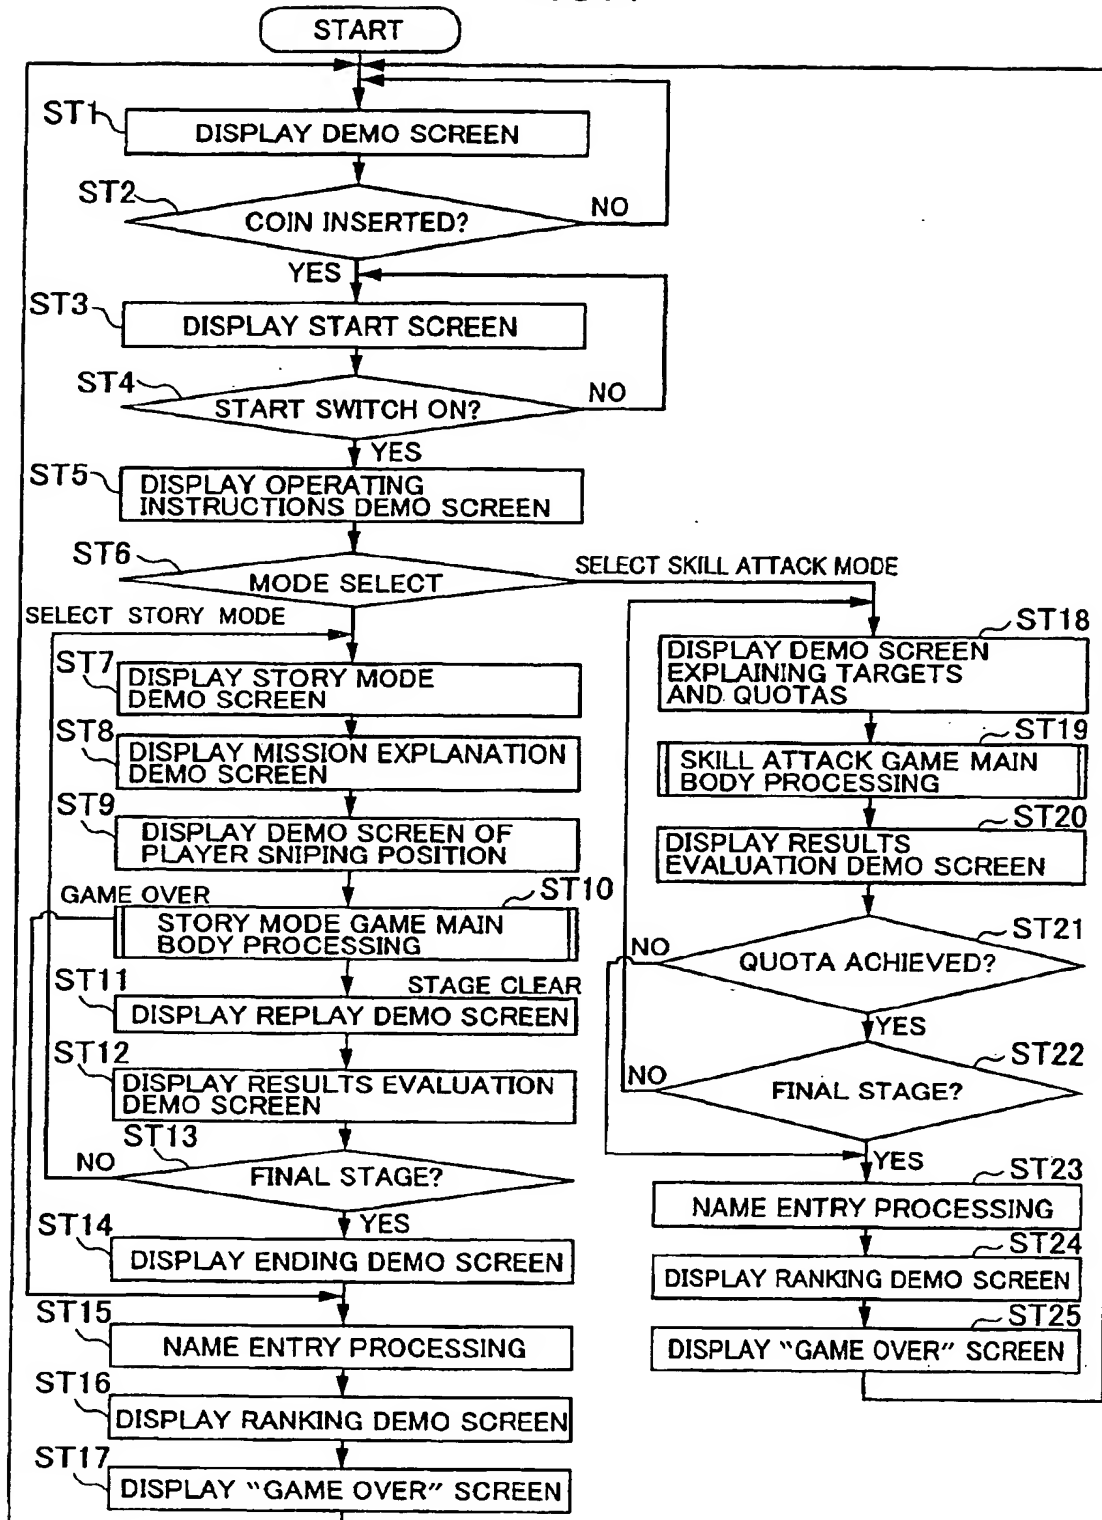 START
ST1
DISPLAY DEMO SCREEN
ST2
COIN INSERTED?
NO
YES
ST3
DISPLAY START SCREEN
ST4
START SWITCH ON?
NO
YES
ST5
DISPLAY OPERATING
INSTRUCTIONS DEMO SCREEN
ST6
MODE SELECT
SELECT SKILL ATTACK MODE
SELECT STORY MODE
ST7
DISPLAY STORY MODE
DEMO SCREEN
ST8
DISPLAY MISSION EXPLANATION
DEMO SCREEN
ST9
DISPLAY DEMO SCREEN OF
PLAYER SNIPING POSITION
GAME OVER
ST10
STORY MODE GAME MAIN
BODY PROCESSING
STAGE CLEAR
ST11
DISPLAY REPLAY DEMO SCREEN
ST12
DISPLAY RESULTS EVALUATION
DEMO SCREEN
ST13
NO
FINAL STAGE?
YES
ST14
DISPLAY ENDING DEMO SCREEN
ST15
NAME ENTRY PROCESSING
ST16
DISPLAY RANKING DEMO SCREEN
ST17
DISPLAY "GAME OVER" SCREEN
ST18
DISPLAY DEMO SCREEN
EXPLAINING TARGETS
AND QUOTAS
ST19
SKILL ATTACK GAME MAIN
BODY PROCESSING
ST20
DISPLAY RESULTS
EVALUATION DEMO SCREEN
ST21
NO
QUOTA ACHIEVED?
YES
ST22
NO
FINAL STAGE?
YES
ST23
NAME ENTRY PROCESSING
ST24
DISPLAY RANKING DEMO SCREEN
ST25
DISPLAY "GAME OVER" SCREEN